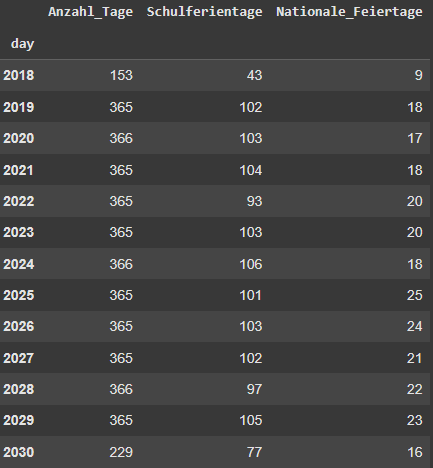 Anzahl_Tage Schulferientage Nationale_Feiertage
day
2018 153 43 9
2019 365 102 18
2020 366 103 17
2021 365 104 18
2022 365 93 20
2023 365 103 20
2024 366 106 18
2025 365 101 25
2026 365 103 24
2027 365 102 21
2028 366 97 22
2029 365 105 23
2030 229 77 16